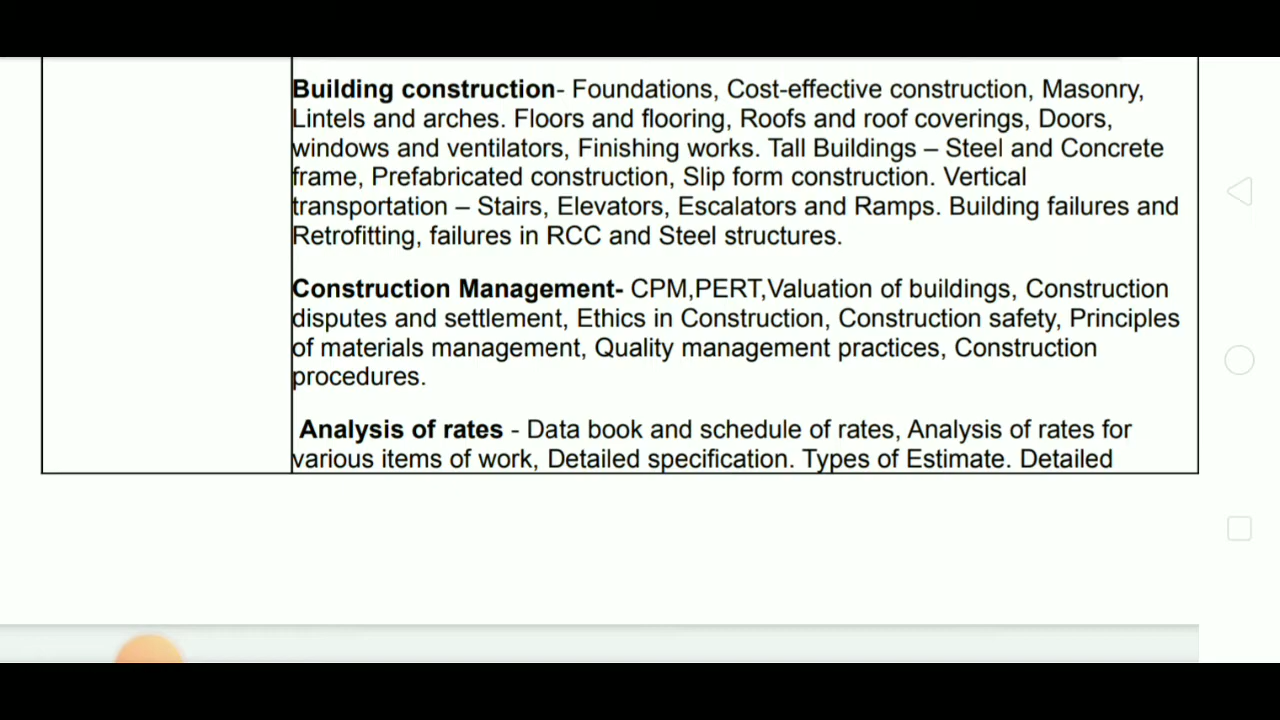 Building construction- Foundations, Cost-effective construction, Masonry,
Lintels and arches. Floors and flooring, Roofs and roof coverings, Doors,
windows and ventilators, Finishing works. Tall Buildings – Steel and Concrete
frame, Prefabricated construction, Slip form construction. Vertical
transportation – Stairs, Elevators, Escalators and Ramps. Building failures and
Retrofitting, failures in RCC and Steel structures.
Construction Management- CPM,PERT,Valuation of buildings, Construction
disputes and settlement, Ethics in Construction, Construction safety, Principles
of materials management, Quality management practices, Construction
procedures.
Analysis of rates - Data book and schedule of rates, Analysis of rates for
various items of work, Detailed specification. Types of Estimate. Detailed